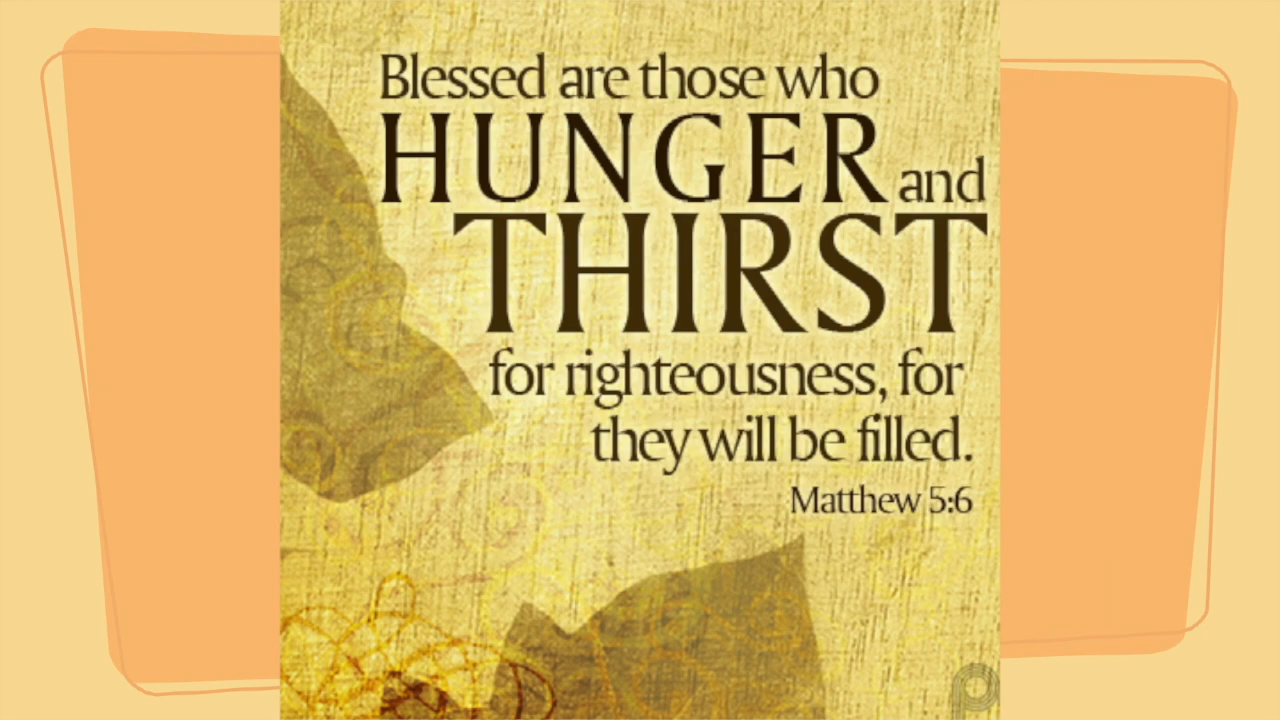 Blessed are those who
HUNGER and
THIRST
for righteousness, for
they will be filled.
Matthew 5:6